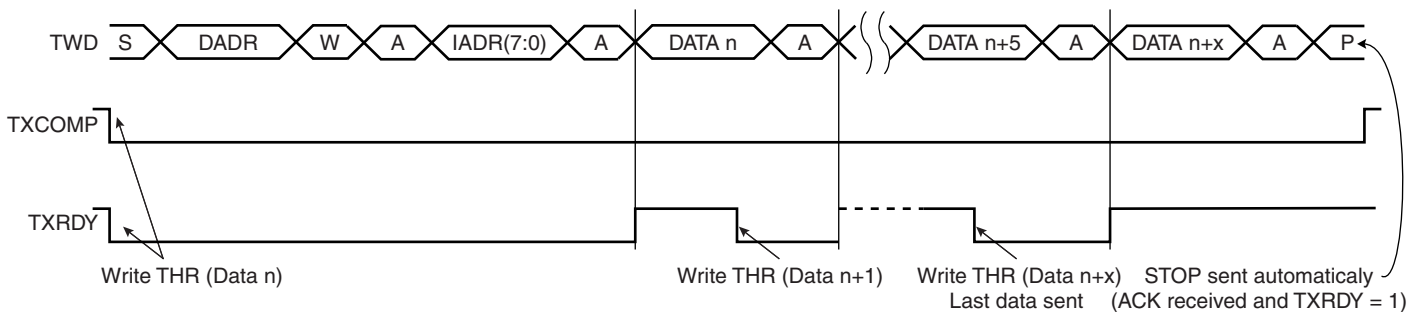 TWD S DADR W A IADR(7:0) A DATA n A DATA n+5 A DATA n+x A P
TXCOMP
TXRDY
Write THR (Data n) Write THR (Data n+1) Write THR (Data n+x) STOP sent automaticaly
Last data sent (ACK received and TXRDY = 1)